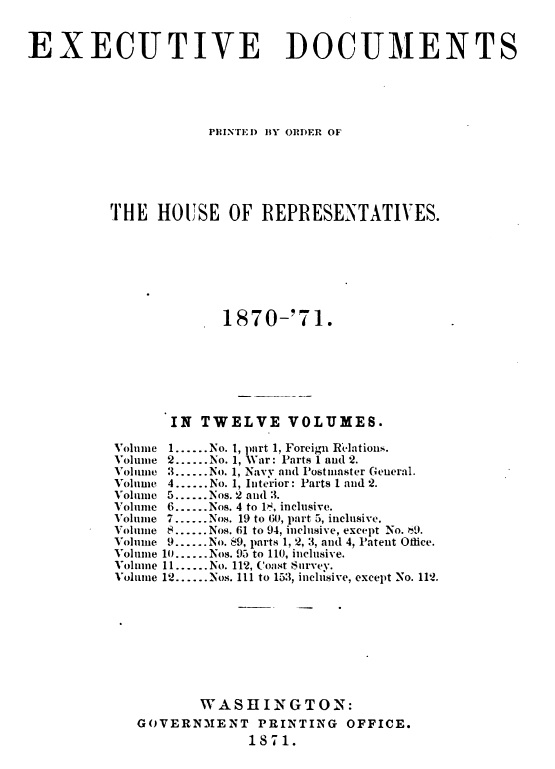 EXECUTIVE DOCUMENTS
PRINTED BY ORDER OF
THE HOUSE OF REPRESENTATIVES.
1870-'71.
IN TWELVE VOLUMES.
Volume 1......No. 1, part 1, Foreign Relations.
Volume 2......No. 1, War: Parts 1 and 2.
Volume 3......No. 1, Navy and Postmaster General.
Volume 4......No. 1, Interior: Parts 1 and 2.
Volume 5......Nos. 2 and 3.
Volume 6......Nos. 4 to 18, inclusive.
Volume 7......Nos. 19 to 60, part 5, inclusive.
Volume 8......Nos. 61 to 94, inclusive, except No. 89.
Volume 9......No. 89, parts 1, 2, 3, and 4, Patent Office.
Volume 10......Nos. 95 to 110, inclusive.
Volume 11......No. 112, Coast Survey.
Volume 12......Nos. 111 to 153, inclusive, except No. 112.
WASHINGTON:
GOVERNMENT PRINTING OFFICE.
1871.